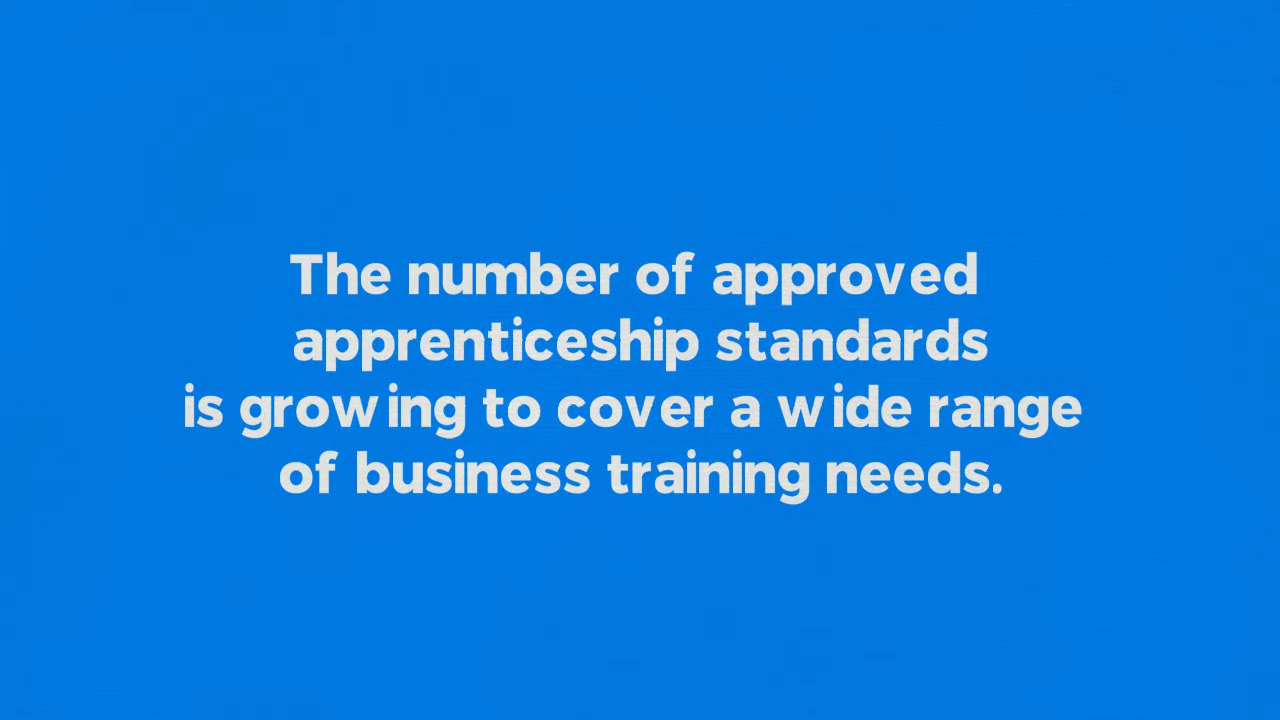 The number of approved
apprenticeship standards
is growing to cover a wide range
of business training needs.